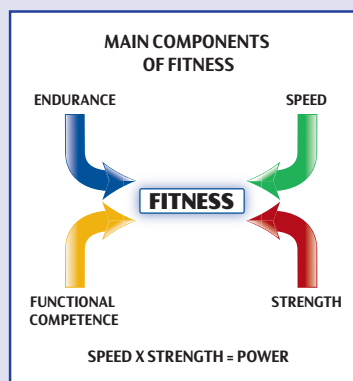 MAIN COMPONENTS
OF FITNESS
ENDURANCE
SPEED
FITNESS
FUNCTIONAL
COMPETENCE
STRENGTH
SPEED X STRENGTH = POWER